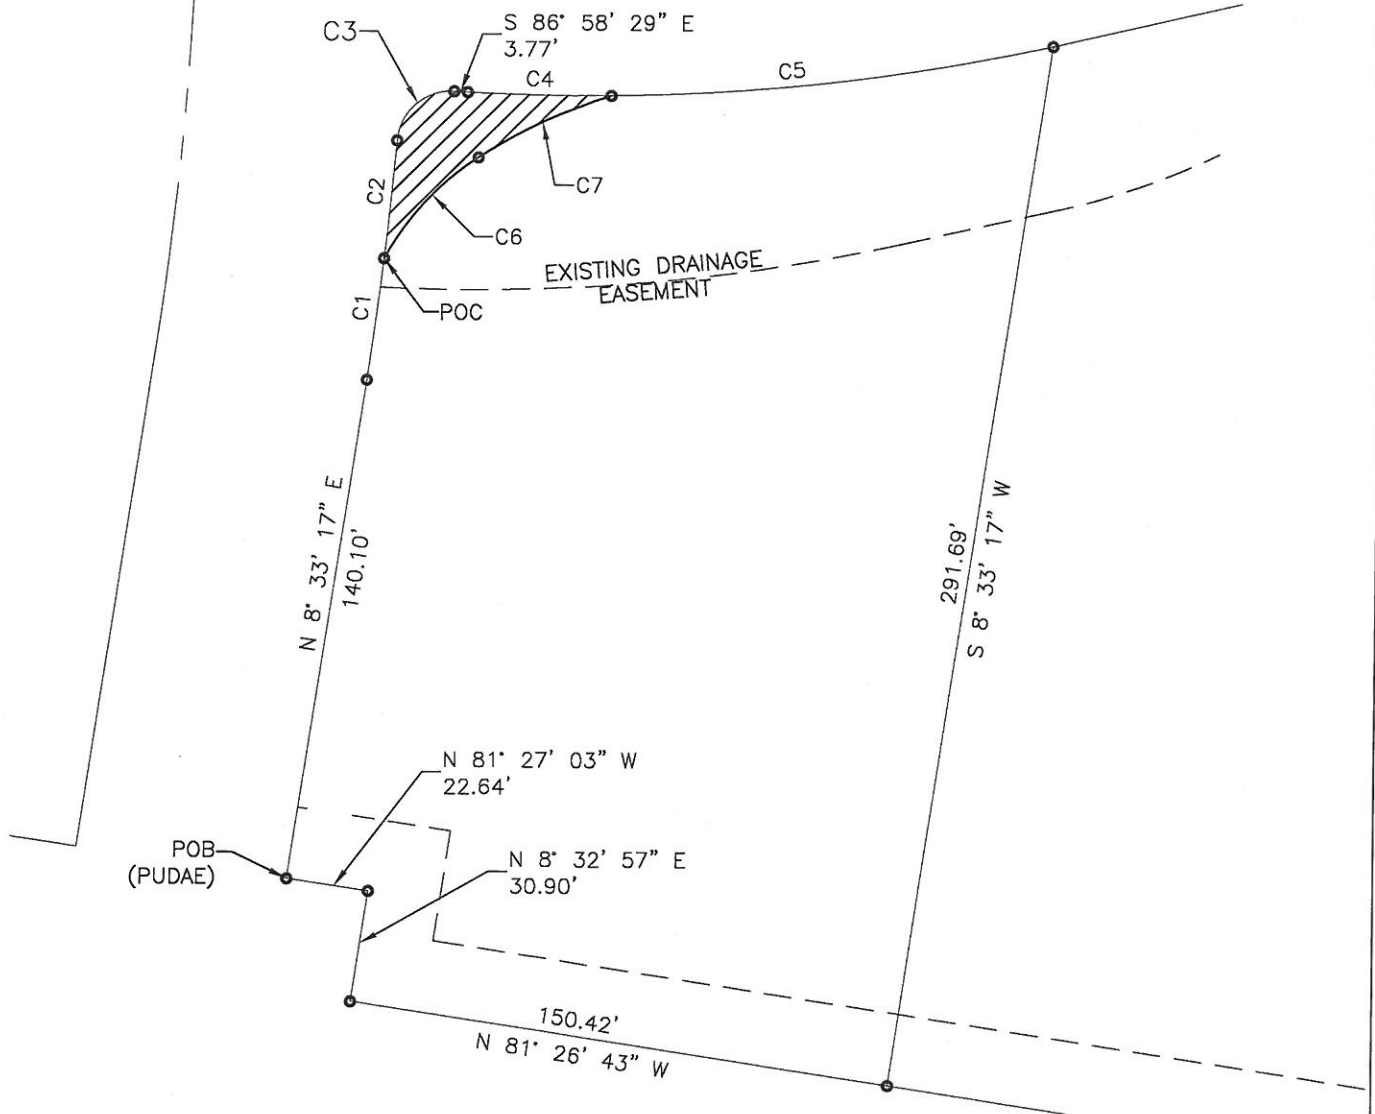 S 86° 58' 29" E
3.77'
C3
C4
C5
C2
C7
C6
EXISTING DRAINAGE
EASEMENT
C1
POC
N 8° 33' 17" E
140.10'
291.69'
S 8° 33' 17" W
N 81° 27' 03" W
22.64'
POB
(PUDAE)
N 8° 32' 57" E
30.90'
150.42'
N 81° 26' 43" W